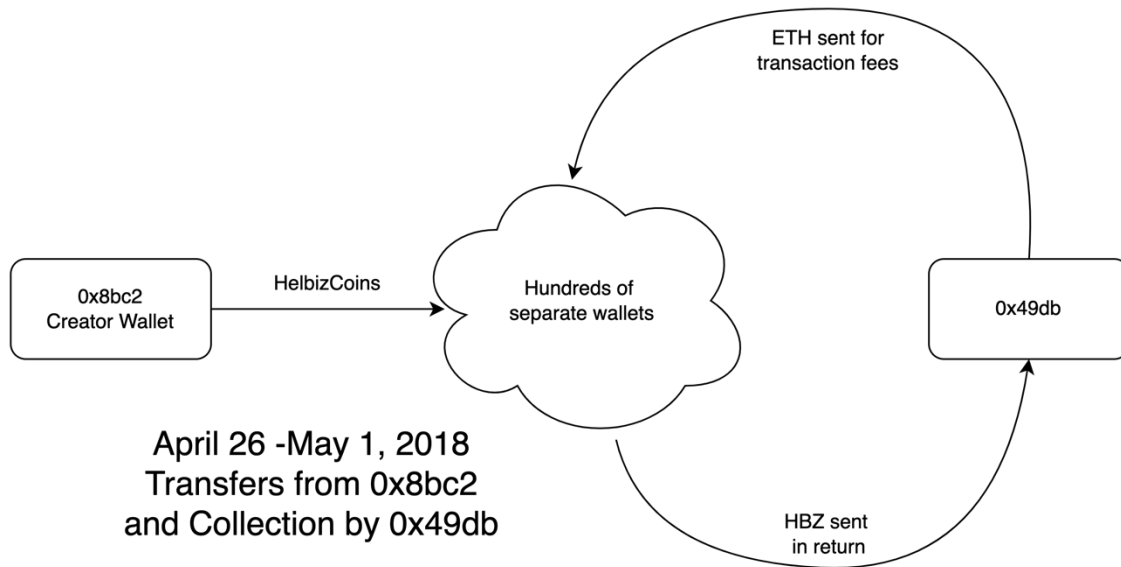 ETH sent for
transaction fees
0x8bc2
Creator Wallet
HelbizCoins
Hundreds of
separate wallets
0x49db
April 26 -May 1, 2018
Transfers from 0x8bc2
and Collection by 0x49db
HBZ sent
in return